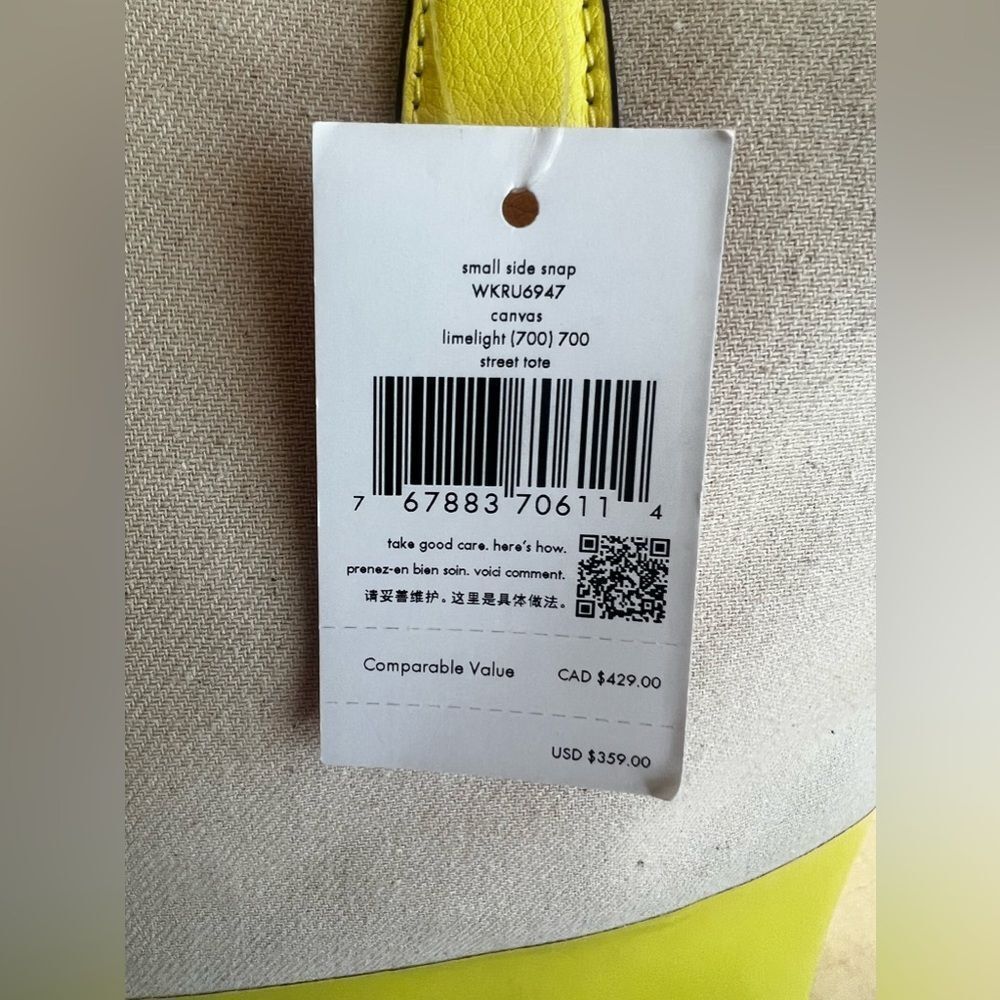 small side snap
WKRU6947
canvas
limelight (700) 700
street tote
7 67883 70611 4
take good care. here's how.
prenez-en bien soin. voici comment.
请妥善维护。这里是具体做法。
Comparable Value CAD $429.00
USD $359.00